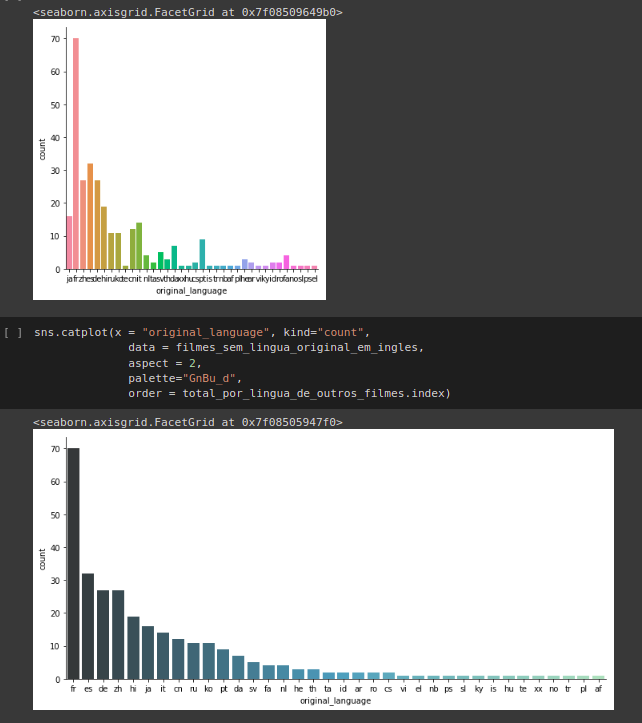 <seaborn.axisgrid.FacetGrid at 0x7f08509649b0>
70
60
50
40
30
20
10
0
count
original_language
[ ] sns.catplot(x = "original_language", kind="count",
data = filmes_sem_lingua_original_em_ingles,
aspect = 2,
palette="GnBu_d",
order = total_por_lingua_de_outros_filmes.index)
<seaborn.axisgrid.FacetGrid at 0x7f08505947f0>
70
60
50
40
30
20
10
0
count
fr es de zh hi ja it cn ru ko pt da sv fa nl he th ta id ar ro cs vi el nb ps sl ky is hu te xx no tr pl af
original_language